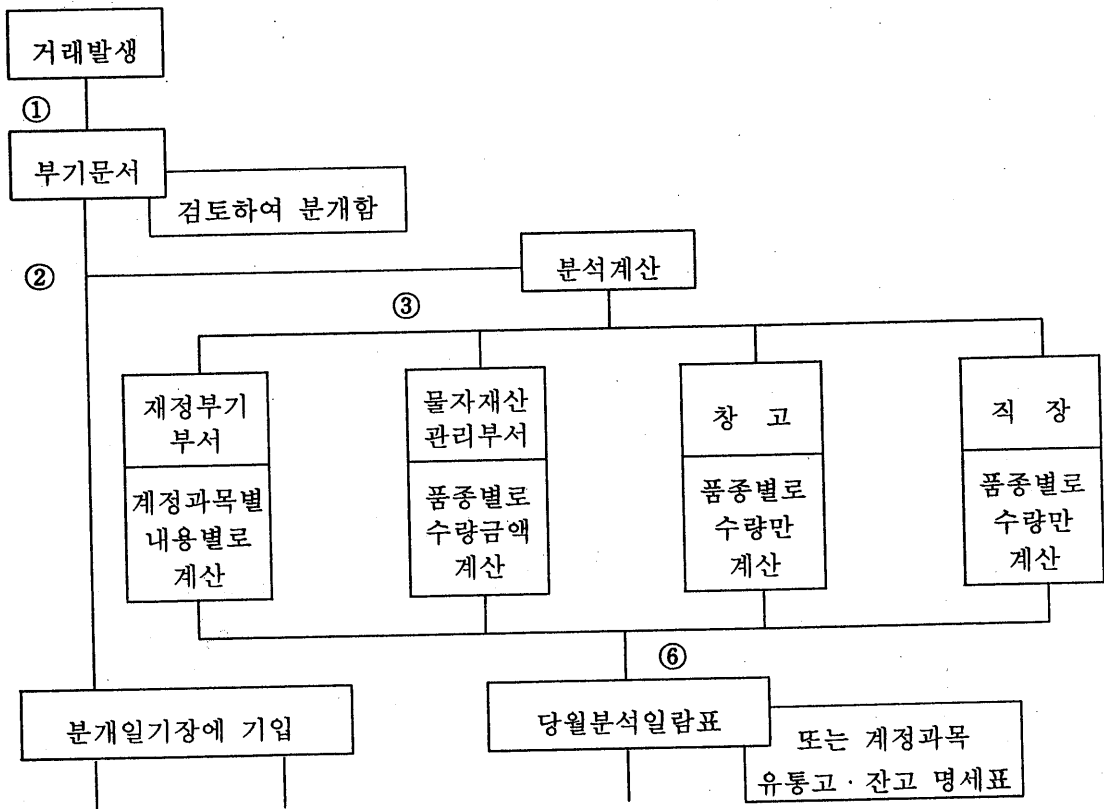 거래발생
①
부기문서
검토하여 분개함
②
분석계산
③
재정부기
부서
계정과목별
내용별로
계산
물자재산
관리부서
품종별로
수량금액
계산
창 고
품종별로
수량만
계산
직 장
품종별로
수량만
계산
⑥
분개일기장에 기입
당월분석일람표
또는 계정과목
유통고·잔고 명세표